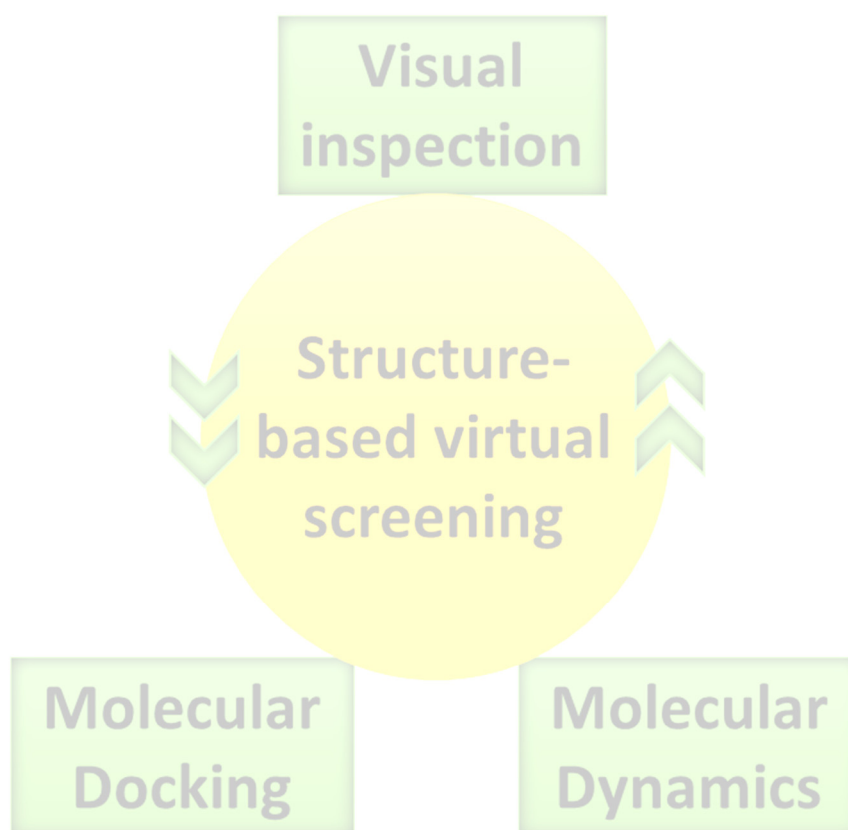 Visual
inspection
Structure-
based virtual
screening
Molecular
Docking
Molecular
Dynamics